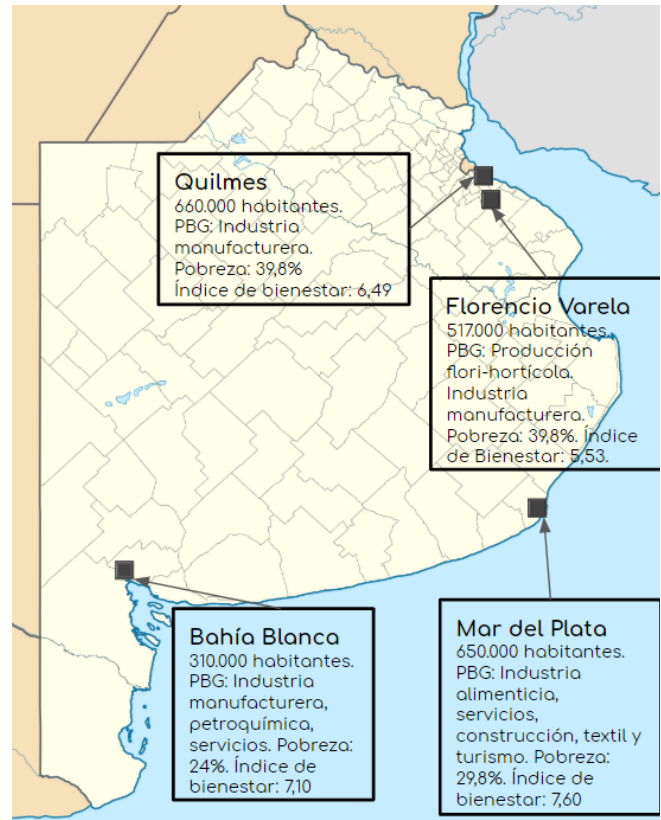 Quilmes
660.000 habitantes.
PBG: Industria
manufacturera.
Pobreza: 39,8%
Índice de bienestar: 6,49
Florencio Varela
517.000 habitantes.
PBG: Producción
flori-hortícola.
Industria
manufacturera.
Pobreza: 39,8%. Índice
de Bienestar: 5,53.
Bahía Blanca
310.000 habitantes.
PBG: Industria
manufacturera,
petroquímica,
servicios. Pobreza:
24%. Índice de
bienestar: 7,10
Mar del Plata
650.000 habitantes.
PBG: Industria
alimenticia,
servicios,
construcción, textil y
turismo. Pobreza:
29,8%. Índice de
bienestar: 7,60